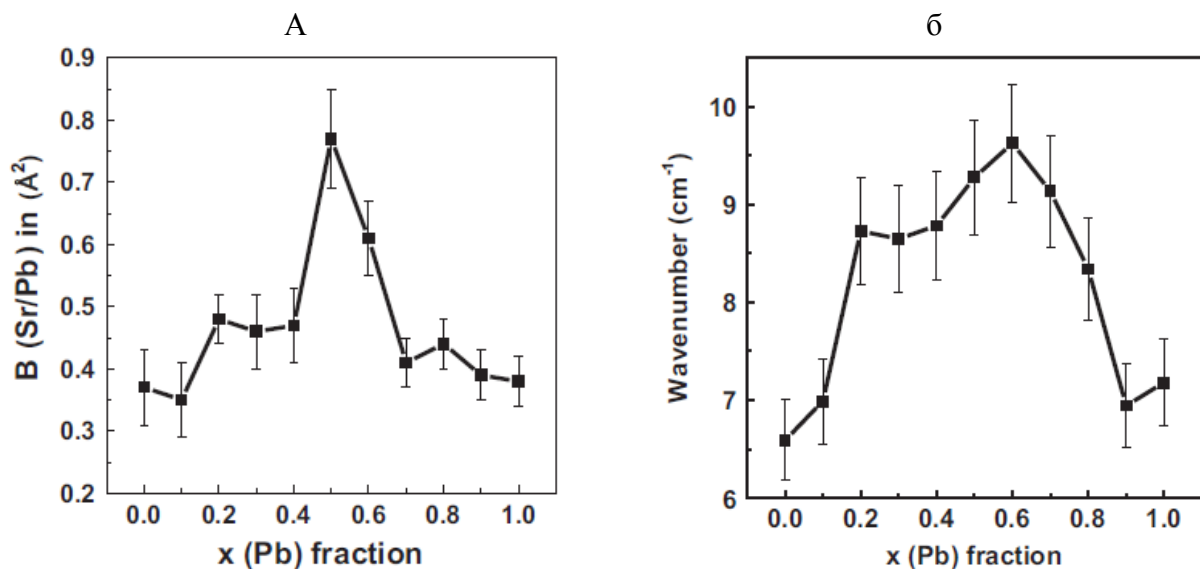 А
б
B (Sr/Pb) in (Å²)
0.9
0.8
0.7
0.6
0.5
0.4
0.3
0.2
0.0 0.2 0.4 0.6 0.8 1.0
x (Pb) fraction
Wavenumber (cm⁻¹)
10
9
8
7
6
0.0 0.2 0.4 0.6 0.8 1.0
x (Pb) fraction